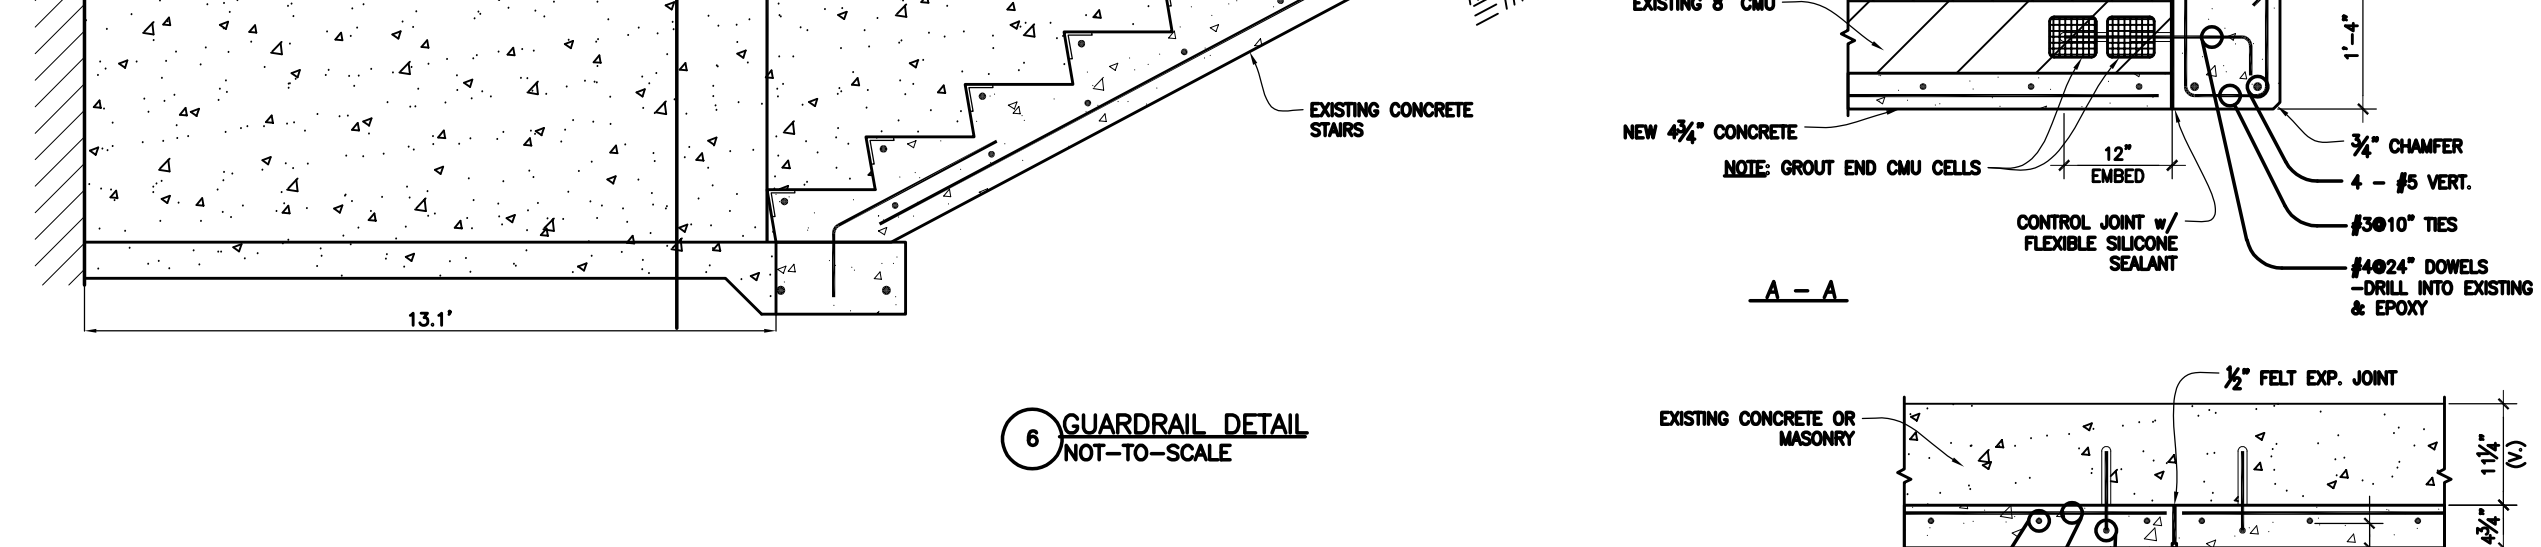 EXISTING CONCRETE
STAIRS
13.1'
6
GUARDRAIL DETAIL
NOT-TO-SCALE
EXISTING 8" CMU
NEW 4¾" CONCRETE
NOTE: GROUT END CMU CELLS
12"
EMBED
CONTROL JOINT w/
FLEXIBLE SILICONE
SEALANT
A - A
1'-4"
¾" CHAMFER
4 - #5 VERT.
#3@10" TIES
#4@24" DOWELS
-DRILL INTO EXISTING
& EPOXY
½" FELT EXP. JOINT
EXISTING CONCRETE OR
MASONRY
11¼"
(V.)
4¾"